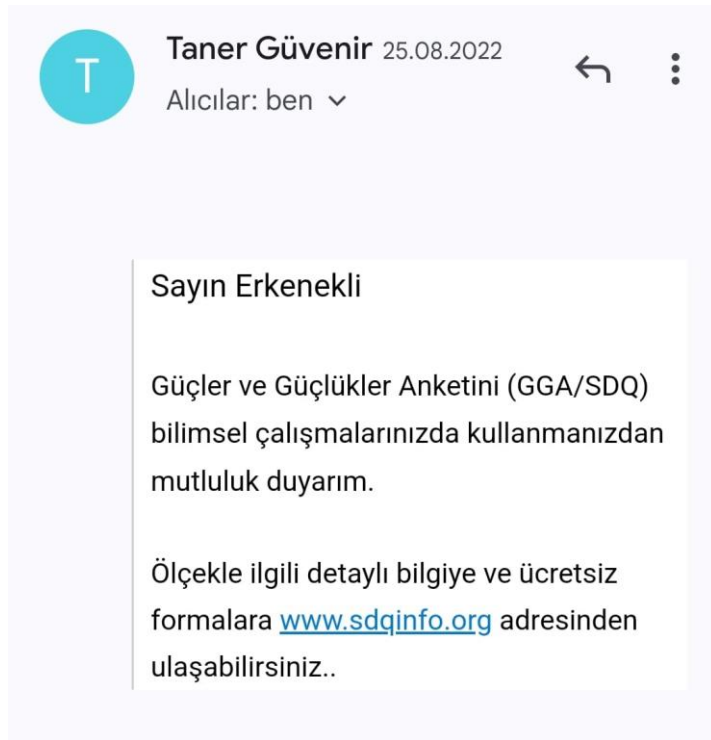 T
Taner Güvenir 25.08.2022
Alıcılar: ben
Sayın Erkenekli
Güçler ve Güçlükler Anketini (GGA/SDQ)
bilimsel çalışmalarınızda kullanmanızdan
mutluluk duyarım.
Ölçekle ilgili detaylı bilgiye ve ücretsiz
formalara www.sdqinfo.org adresinden
ulaşabilirsiniz..